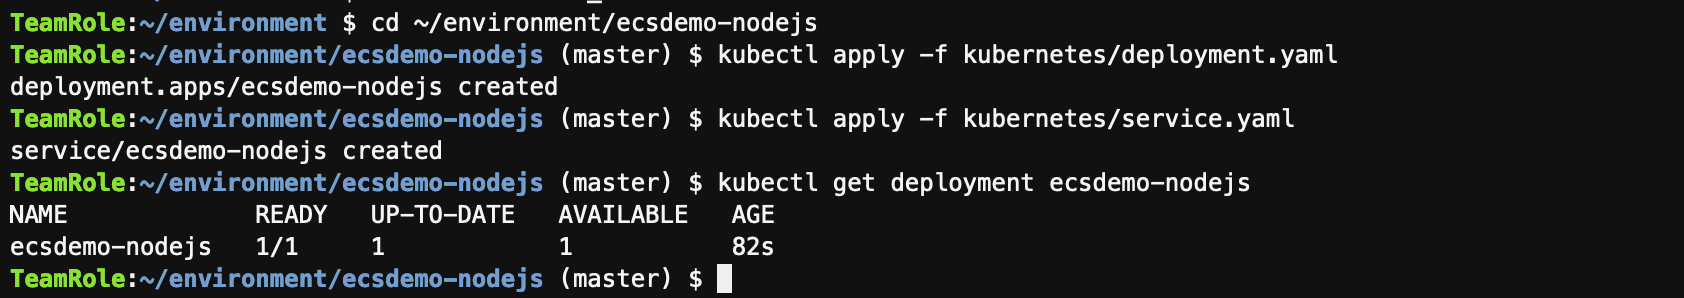 TeamRole:~/environment $ cd ~/environment/ecsdemo-nodejs
TeamRole:~/environment/ecsdemo-nodejs (master) $ kubectl apply -f kubernetes/deployment.yaml
deployment.apps/ecsdemo-nodejs created
TeamRole:~/environment/ecsdemo-nodejs (master) $ kubectl apply -f kubernetes/service.yaml
service/ecsdemo-nodejs created
TeamRole:~/environment/ecsdemo-nodejs (master) $ kubectl get deployment ecsdemo-nodejs
NAME             READY   UP-TO-DATE   AVAILABLE   AGE
ecsdemo-nodejs   1/1     1            1           82s
TeamRole:~/environment/ecsdemo-nodejs (master) $